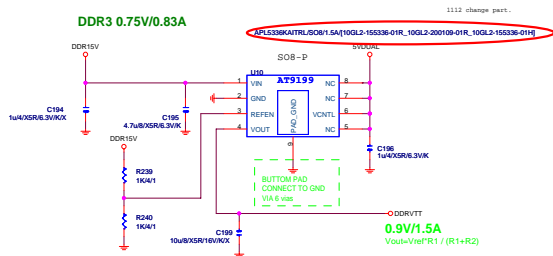 1112 change part.
DDR3 0.75V/0.83A
APL5336KAITRL/SO8/1.5A/[10GL2-155336-01R_10GL2-200109-01R_10GL2-155336-01H]
DDR15V
SO8-P
5VDUAL
U10
AT9199
1 VIN NC 8
2 GND NC 7
3 REFEN VCNTL 6
4 VOUT NC 5
PAD_GND
9
C194
1u/4/X5R/6.3V/K/X
C195
4.7u/8/X5R/6.3V/K
C196
1u/4/X5R/6.3V/K
DDR15V
R239
1K/4/1
R240
1K/4/1
BUTTOM PAD
CONNECT TO GND
VIA 6 vias
DDRVTT
C199
10u/8/X5R/16V/K/X
0.9V/1.5A
Vout=Vref*R1 / (R1+R2)